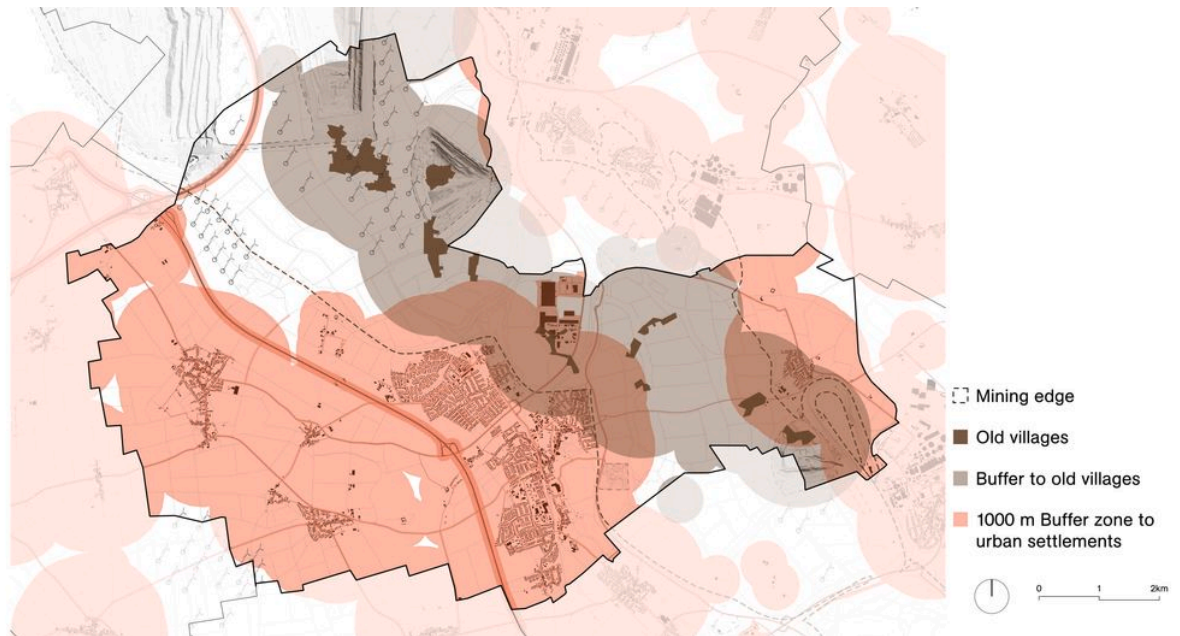 Mining edge
Old villages
Buffer to old villages
1000 m Buffer zone to
urban settlements
0 1 2km